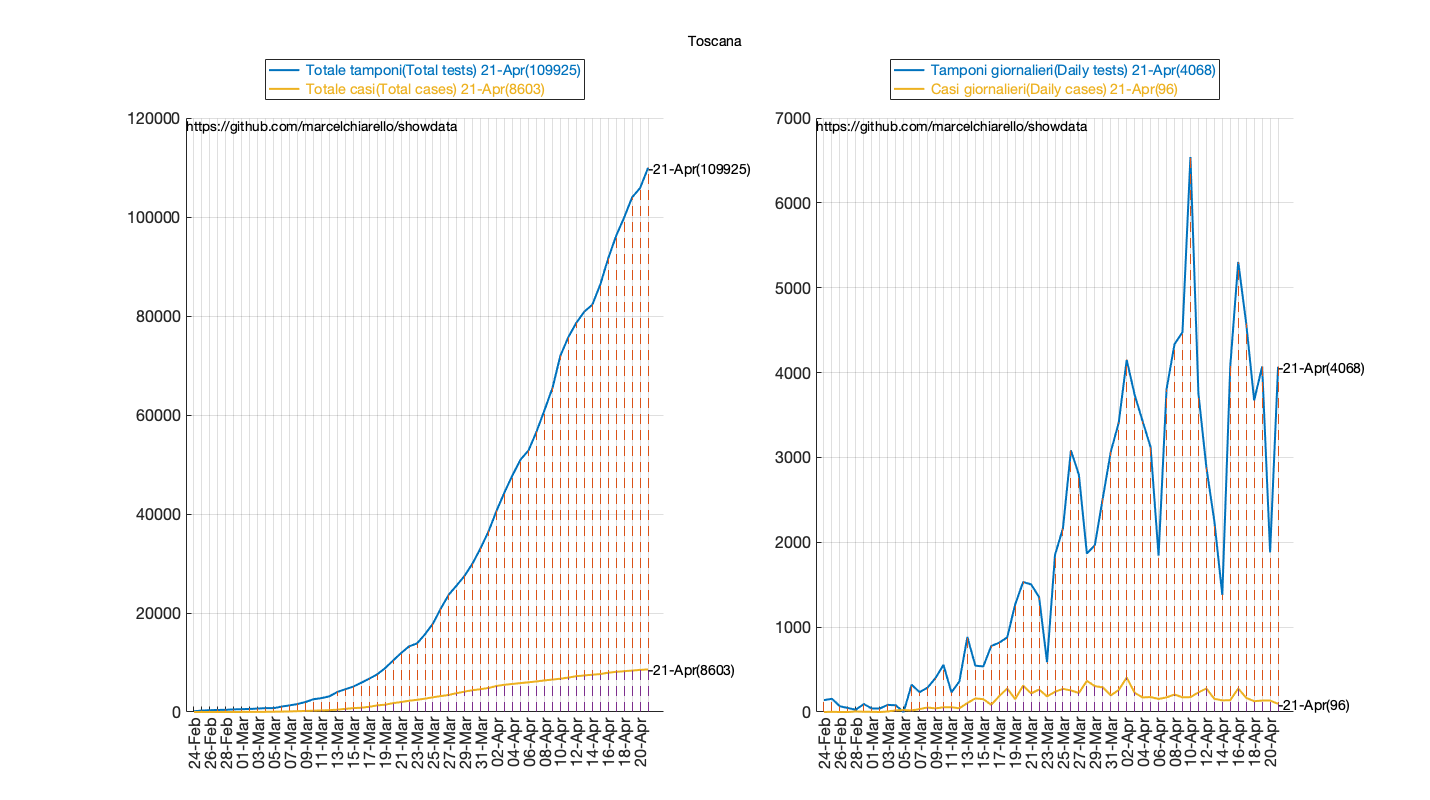 Toscana
Totale tamponi(Total tests) 21-Apr(109925)
Totale casi(Total cases) 21-Apr(8603)
120000
100000
80000
60000
40000
20000
0
https://github.com/marcelchiarello/showdata
21-Apr(109925)
21-Apr(8603)
24-Feb
26-Feb
28-Feb
01-Mar
03-Mar
05-Mar
07-Mar
09-Mar
11-Mar
13-Mar
15-Mar
17-Mar
19-Mar
21-Mar
23-Mar
25-Mar
27-Mar
29-Mar
31-Mar
02-Apr
04-Apr
06-Apr
08-Apr
10-Apr
12-Apr
14-Apr
16-Apr
18-Apr
20-Apr
Tamponi giornalieri(Daily tests) 21-Apr(4068)
Casi giornalieri(Daily cases) 21-Apr(96)
7000
6000
5000
4000
3000
2000
1000
0
https://github.com/marcelchiarello/showdata
21-Apr(4068)
21-Apr(96)
24-Feb
26-Feb
28-Feb
01-Mar
03-Mar
05-Mar
07-Mar
09-Mar
11-Mar
13-Mar
15-Mar
17-Mar
19-Mar
21-Mar
23-Mar
25-Mar
27-Mar
29-Mar
31-Mar
02-Apr
04-Apr
06-Apr
08-Apr
10-Apr
12-Apr
14-Apr
16-Apr
18-Apr
20-Apr